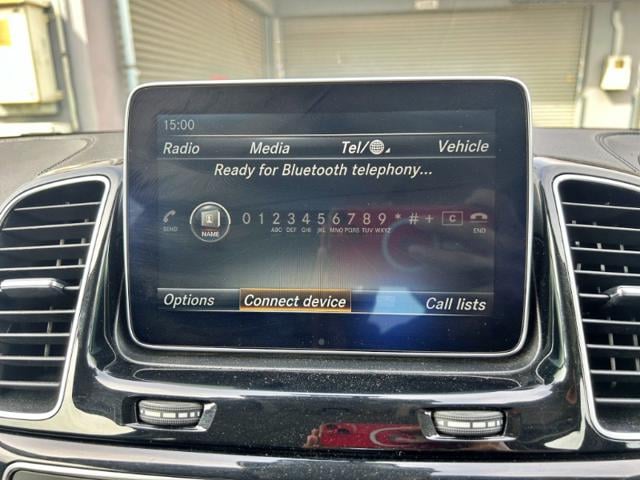 15:00
Radio Media Tel/ Vehicle
Ready for Bluetooth telephony...
0 1 2 3 4 5 6 7 8 9 * # + C
ABC DEF GHI JKL MNO PQRS TUV WXYZ
SEND NAME END
Options Connect device Call lists